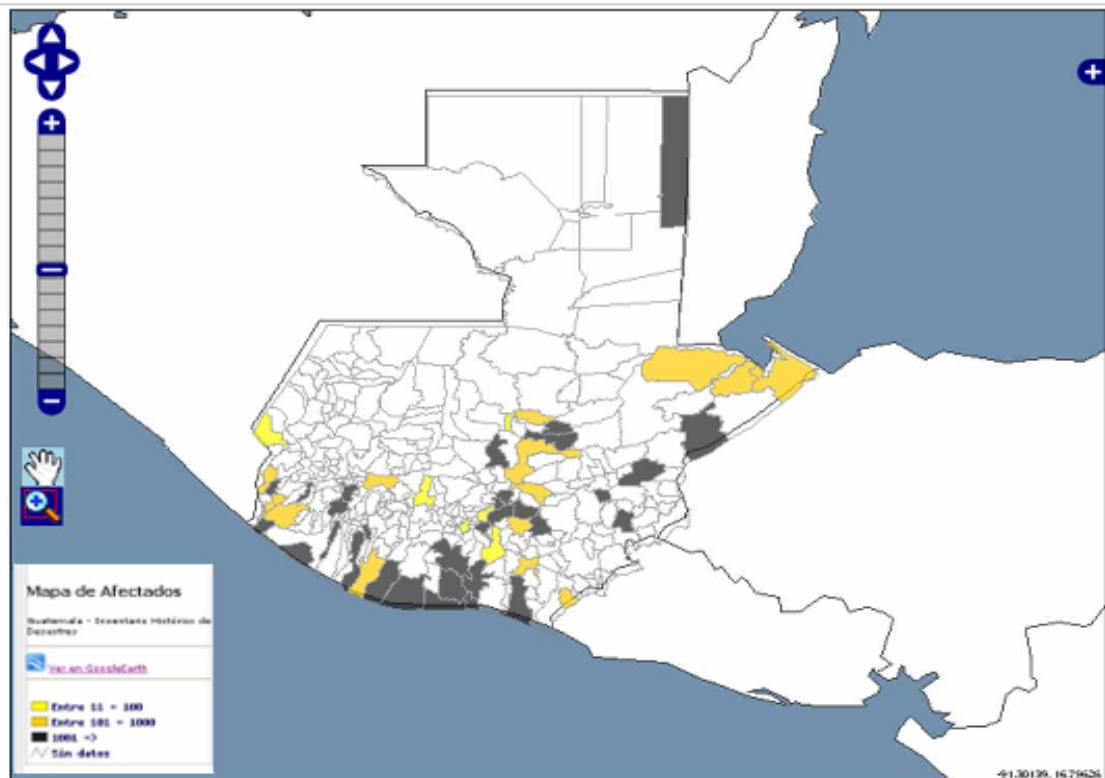 Mapa de Afectados
Guatemala - Inventario Histórico de
Desastres
Ver en GoogleEarth
Entre 11 - 100
Entre 101 - 1000
1001 ->
Sin datos
-91.30139, 16.79626